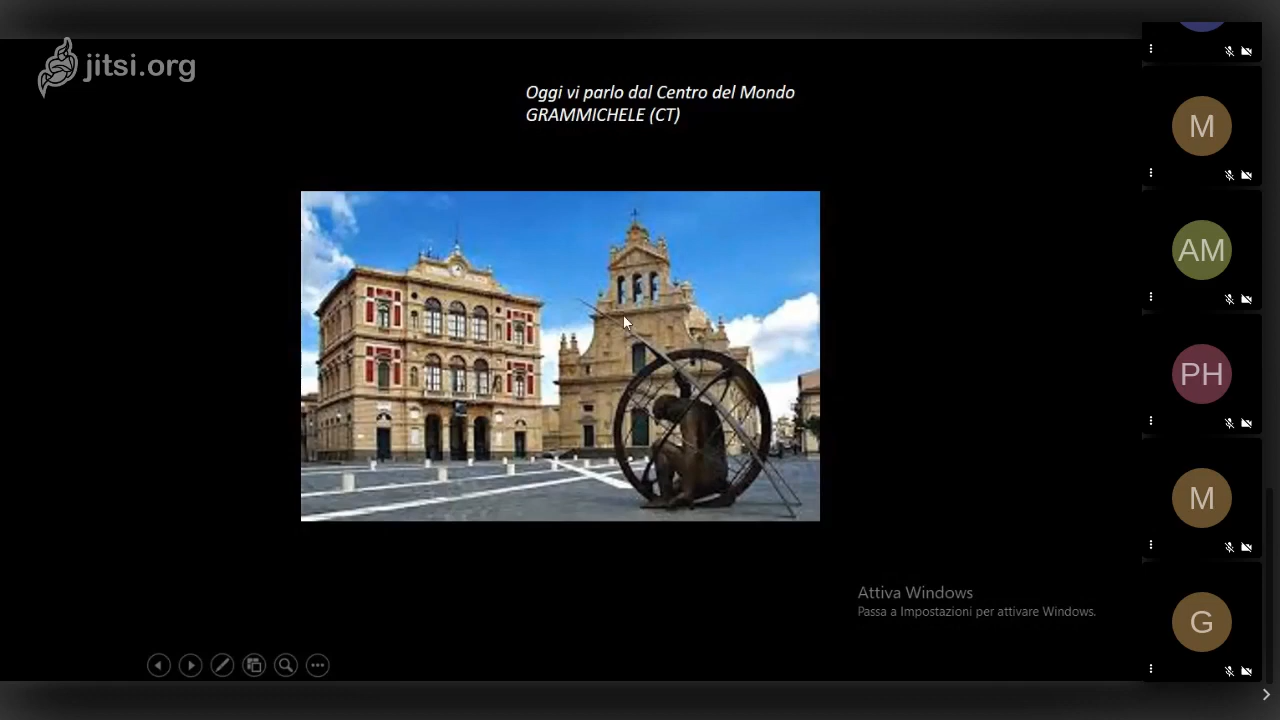 jitsi.org
Oggi vi parlo dal Centro del Mondo
GRAMMICHELE (CT)
M
AM
PH
M
G
Attiva Windows
Passa a Impostazioni per attivare Windows.